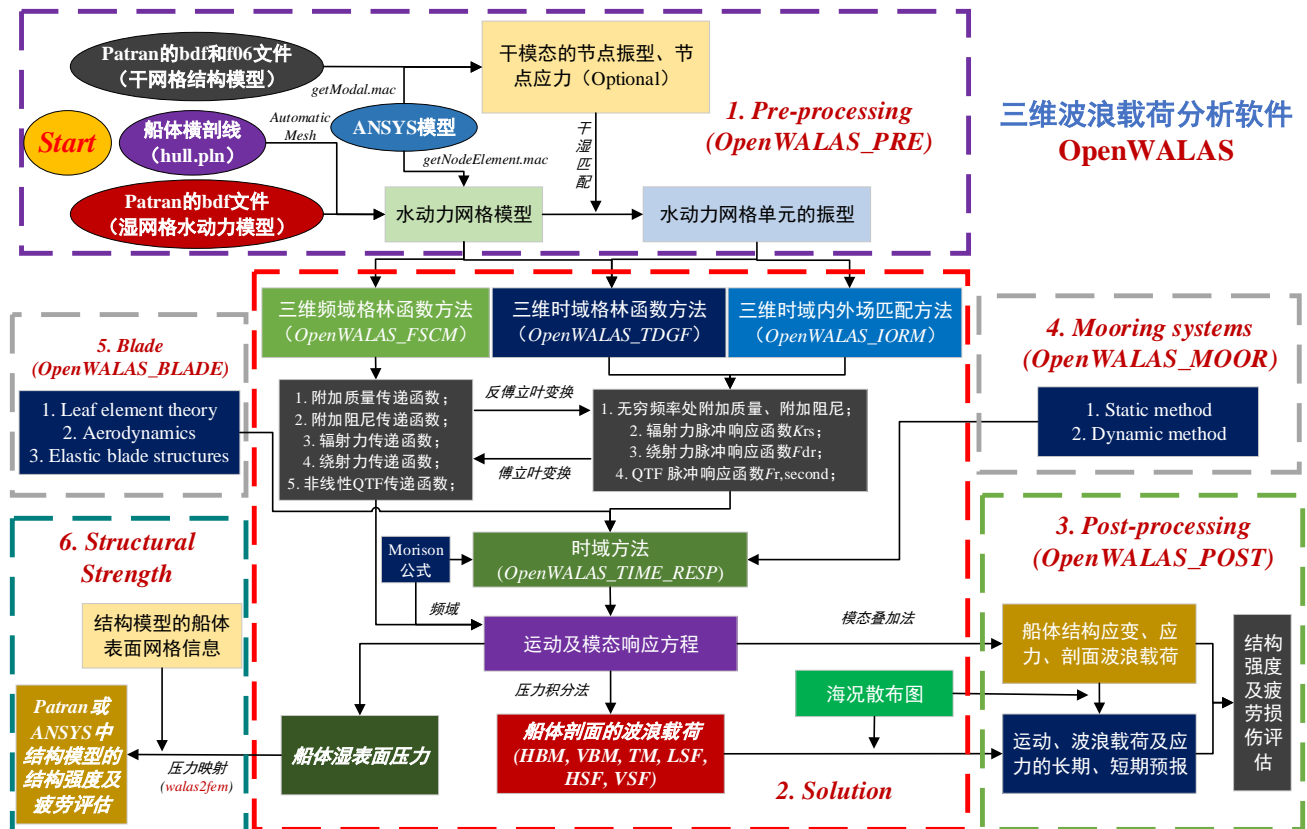 Patran的bdf和f06文件
（干网格结构模型）
干模态的节点振型、节
点应力（Optional）
getModal.mac
1. Pre-processing
(OpenWALAS_PRE)
三维波浪载荷分析软件
OpenWALAS
Start
船体横剖线
（hull.pln）
Automatic
Mesh
ANSYS模型
getNodeElement.mac
干
湿
匹
配
Patran的bdf文件
（湿网格水动力模型）
水动力网格模型
水动力网格单元的振型
三维频域格林函数方法
（OpenWALAS_FSCM）
三维时域格林函数方法
（OpenWALAS_TDGF）
三维时域内外场匹配方法
（OpenWALAS_IORM）
5. Blade
(OpenWALAS_BLADE)
1. Leaf element theory
2. Aerodynamics
3. Elastic blade structures
4. Mooring systems
(OpenWALAS_MOOR)
1. Static method
2. Dynamic method
1. 附加质量传递函数；
2. 附加阻尼传递函数；
3. 辐射力传递函数；
4. 绕射力传递函数；
5. 非线性QTF传递函数；
反傅立叶变换
傅立叶变换
1. 无穷频率处附加质量、附加阻尼；
2. 辐射力脉冲响应函数Krs；
3. 绕射力脉冲响应函数Fdr；
4. QTF 脉冲响应函数Fr,second；
6. Structural
Strength
Morison
公式
时域方法
(OpenWALAS_TIME_RESP)
3. Post-processing
(OpenWALAS_POST)
频域
结构模型的船体
表面网格信息
运动及模态响应方程
模态叠加法
船体结构应变、应
力、剖面波浪载荷
结构
强度
及疲
劳损
伤评
估
压力积分法
海况散布图
Patran或
ANSYS中
结构模型的
结构强度及
疲劳评估
压力映射
(walas2fem)
船体湿表面压力
船体剖面的波浪载荷
(HBM, VBM, TM, LSF,
HSF, VSF)
运动、波浪载荷及应
力的长期、短期预报
2. Solution